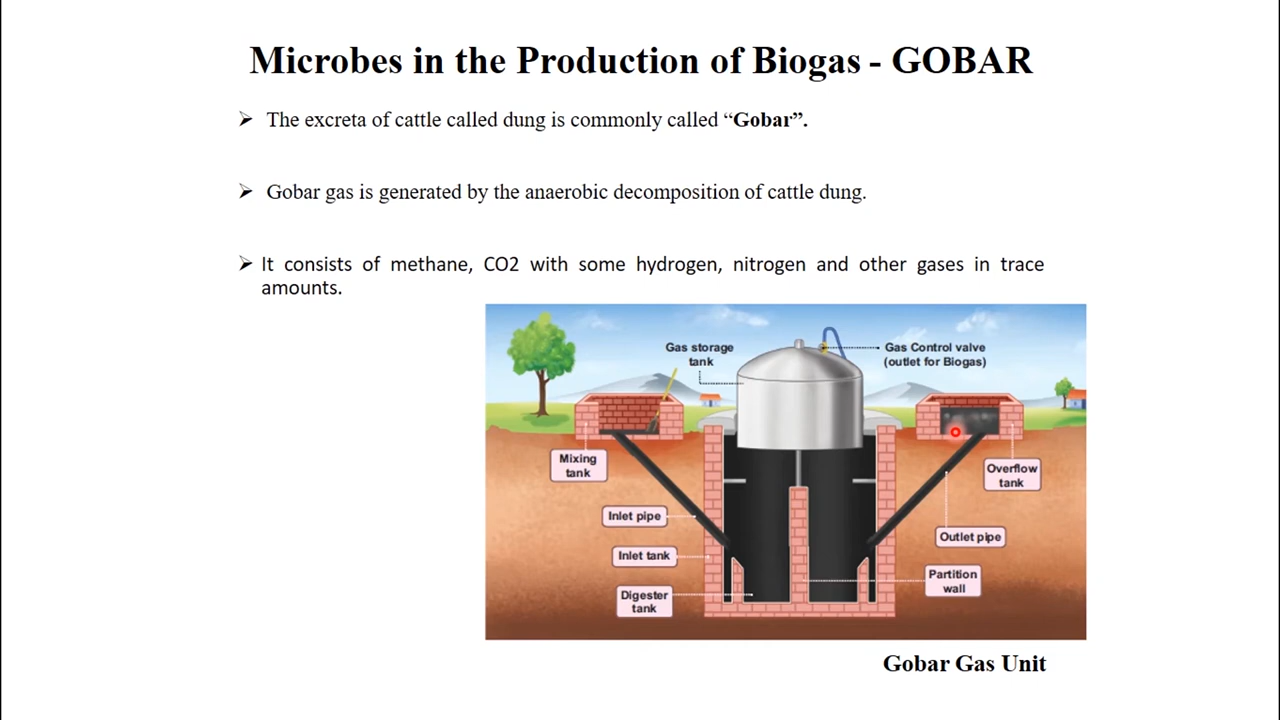 Microbes in the Production of Biogas - GOBAR
➢ The excreta of cattle called dung is commonly called “Gobar”.
➢ Gobar gas is generated by the anaerobic decomposition of cattle dung.
➢ It consists of methane, CO2 with some hydrogen, nitrogen and other gases in trace
amounts.
Gas storage
tank
Gas Control valve
(outlet for Biogas)
Mixing
tank
Overflow
tank
Inlet pipe
Outlet pipe
Inlet tank
Partition
wall
Digester
tank
Gobar Gas Unit